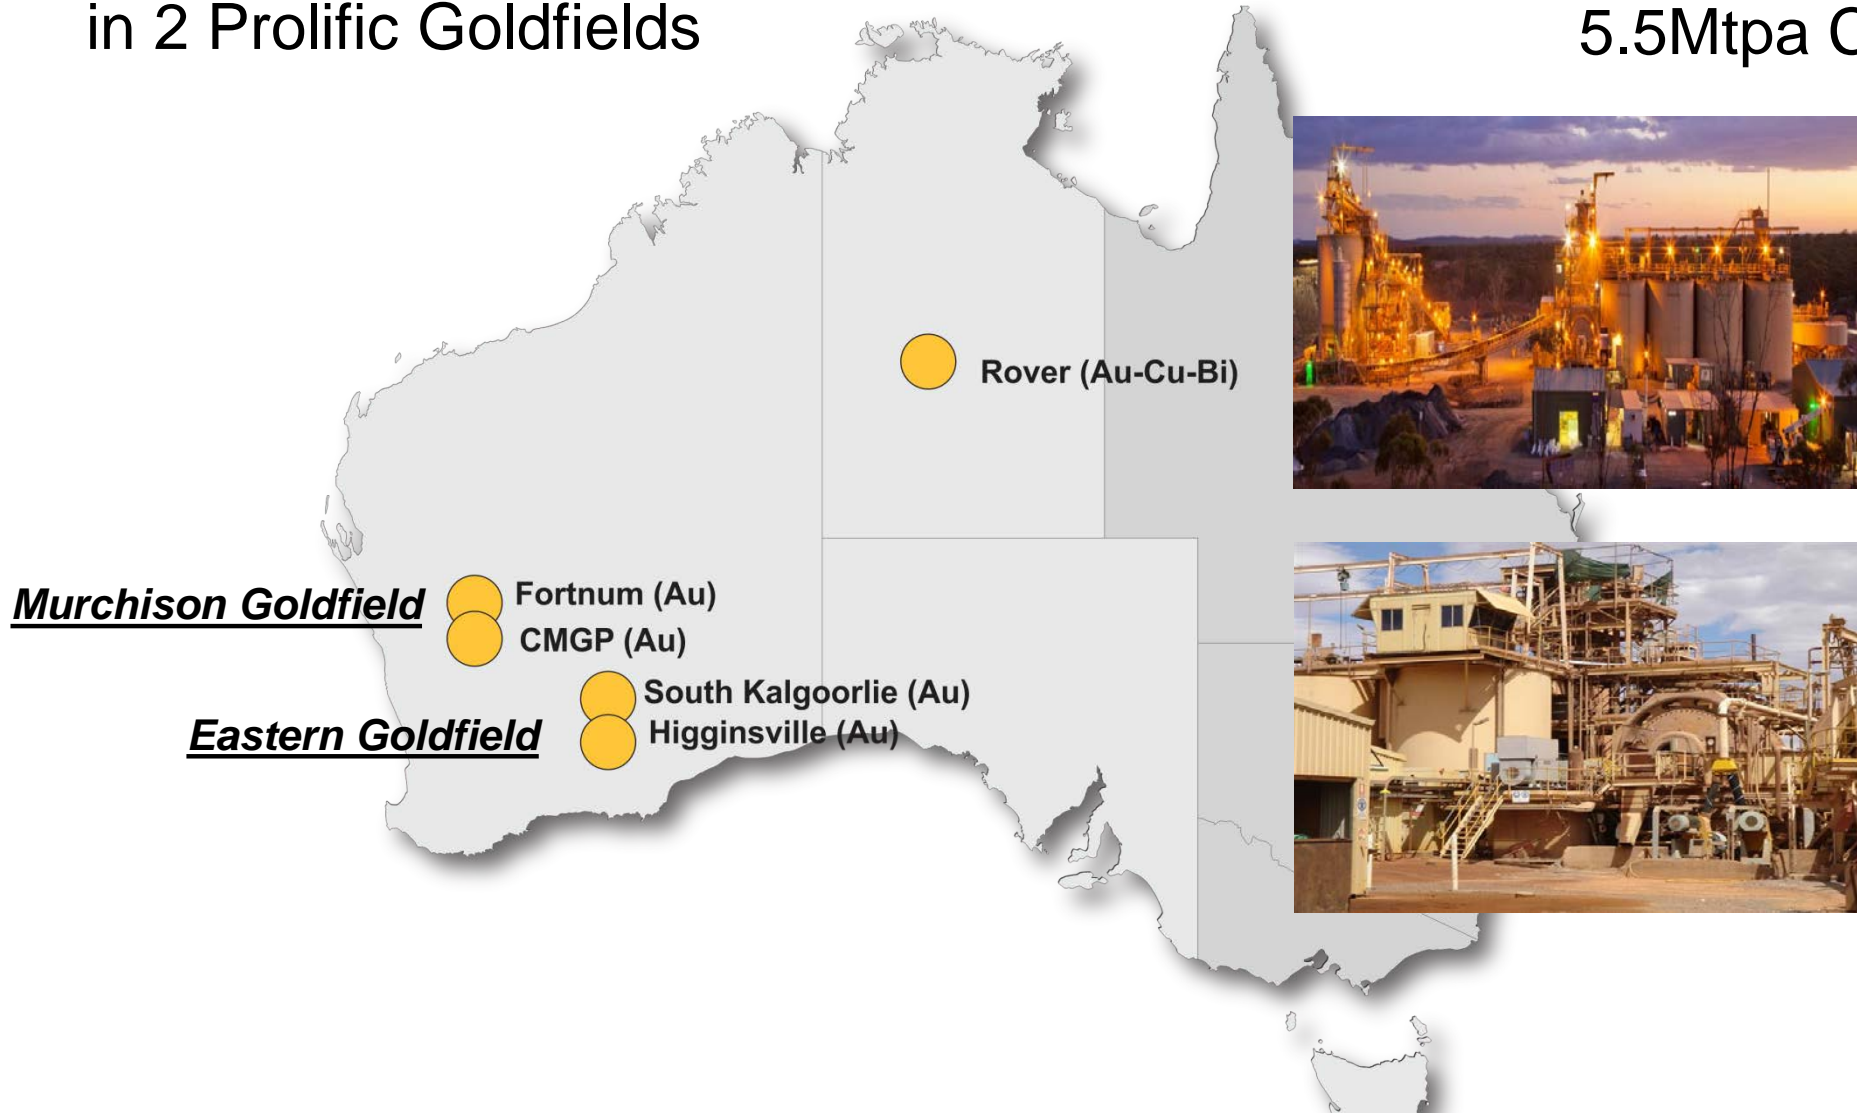 in 2 Prolific Goldfields
5.5Mtpa
Rover (Au-Cu-Bi)
Murchison Goldfield
Fortnum (Au)
CMGP (Au)
South Kalgoorlie (Au)
Eastern Goldfield
Higginsville (Au)